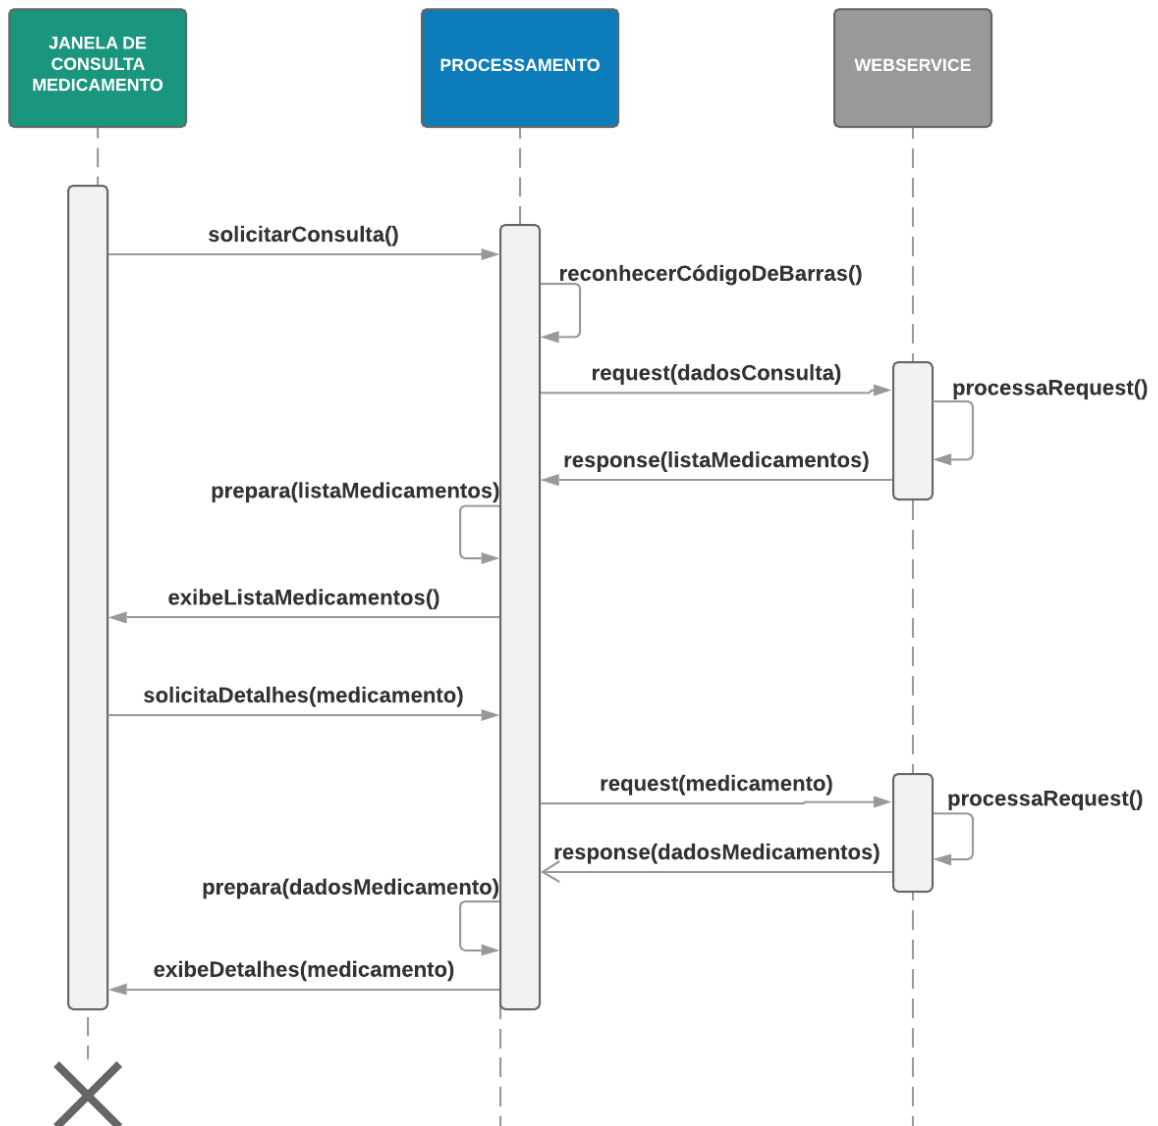 JANELA DE
CONSULTA
MEDICAMENTO
PROCESSAMENTO
WEBSERVICE
solicitarConsulta()
reconhecerCódigoDeBarras()
request(dadosConsulta)
processaRequest()
response(listaMedicamentos)
prepara(listaMedicamentos)
exibeListaMedicamentos()
solicitaDetalhes(medicamento)
request(medicamento)
processaRequest()
response(dadosMedicamentos)
prepara(dadosMedicamento)
exibeDetalhes(medicamento)